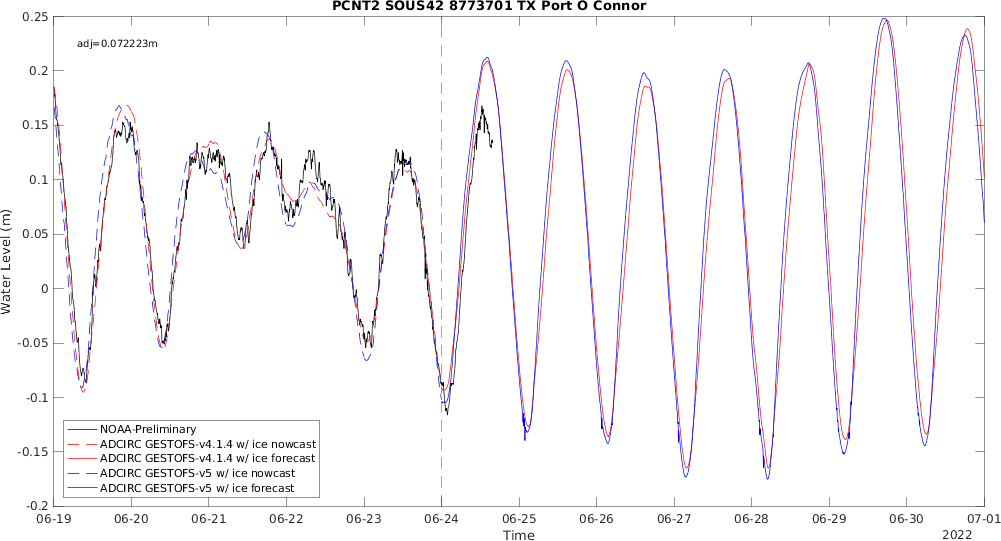 PCNT2 SOUS42 8773701 TX Port O Connor
adj=0.072223m
Water Level (m)
0.25
0.2
0.15
0.1
0.05
0
-0.05
-0.1
-0.15
-0.2
NOAA-Preliminary
ADCIRC GESTOFS-v4.1.4 w/ ice nowcast
ADCIRC GESTOFS-v4.1.4 w/ ice forecast
ADCIRC GESTOFS-v5 w/ ice nowcast
ADCIRC GESTOFS-v5 w/ ice forecast
06-19 06-20 06-21 06-22 06-23 06-24 06-25 06-26 06-27 06-28 06-29 06-30 07-01
Time
2022